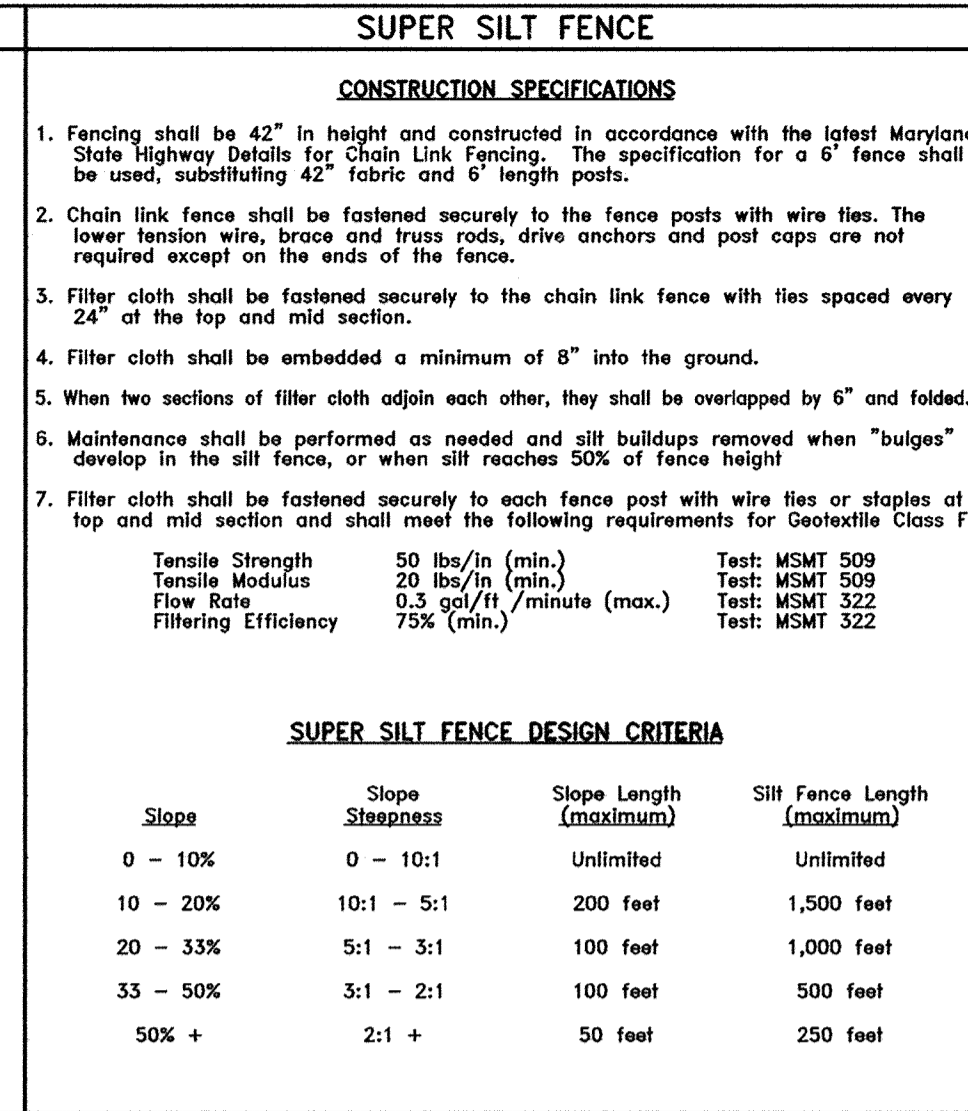 SUPER SILT FENCE
CONSTRUCTION SPECIFICATIONS
1. Fencing shall be 42" in height and constructed in accordance with the latest Maryland
State Highway Details for Chain Link Fencing. The specification for a 6' fence shall
be used, substituting 42" fabric and 6' length posts.
2. Chain link fence shall be fastened securely to the fence posts with wire ties. The
lower tension wire, brace and truss rods, drive anchors and post caps are not
required except on the ends of the fence.
3. Filter cloth shall be fastened securely to the chain link fence with ties spaced every
24" at the top and mid section.
4. Filter cloth shall be embedded a minimum of 8" into the ground.
5. When two sections of filter cloth adjoin each other, they shall be overlapped by 6" and folded.
6. Maintenance shall be performed as needed and silt buildups removed when "bulges"
develop in the silt fence, or when silt reaches 50% of fence height
7. Filter cloth shall be fastened securely to each fence post with wire ties or staples at
top and mid section and shall meet the following requirements for Geotextile Class F
Tensile Strength 50 lbs/in (min.) Test: MSMT 509
Tensile Modulus 20 lbs/in (min.) Test: MSMT 509
Flow Rate 0.3 gal/ft /minute (max.) Test: MSMT 322
Filtering Efficiency 75% (min.) Test: MSMT 322
SUPER SILT FENCE DESIGN CRITERIA
Slope Slope Steepness Slope Length (maximum) Silt Fence Length (maximum)
0 – 10% 0 – 10:1 Unlimited Unlimited
10 – 20% 10:1 – 5:1 200 feet 1,500 feet
20 – 33% 5:1 – 3:1 100 feet 1,000 feet
33 – 50% 3:1 – 2:1 100 feet 500 feet
50% + 2:1 + 50 feet 250 feet